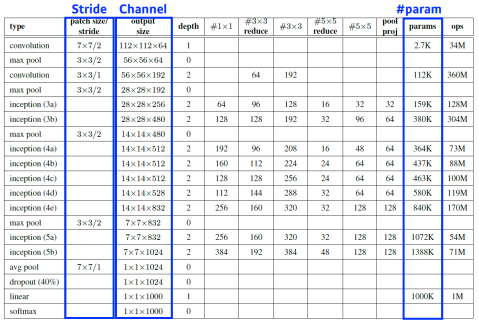 Stride Channel #param
type patch size/ stride output size depth #1×1 #3×3 reduce #3×3 #5×5 reduce #5×5 pool proj params ops
convolution 7×7/2 112×112×64 1 2.7K 34M
max pool 3×3/2 56×56×64 0
convolution 3×3/1 56×56×192 2 64 192 112K 360M
max pool 3×3/2 28×28×192 0
inception (3a) 28×28×256 2 64 96 128 16 32 32 159K 128M
inception (3b) 28×28×480 2 128 128 192 32 96 64 380K 304M
max pool 3×3/2 14×14×480 0
inception (4a) 14×14×512 2 192 96 208 16 48 64 364K 73M
inception (4b) 14×14×512 2 160 112 224 24 64 64 437K 88M
inception (4c) 14×14×512 2 128 128 256 24 64 64 463K 100M
inception (4d) 14×14×528 2 112 144 288 32 64 64 580K 119M
inception (4e) 14×14×832 2 256 160 320 32 128 128 840K 170M
max pool 3×3/2 7×7×832 0
inception (5a) 7×7×832 2 256 160 320 32 128 128 1072K 54M
inception (5b) 7×7×1024 2 384 192 384 48 128 128 1388K 71M
avg pool 7×7/1 1×1×1024 0
dropout (40%) 1×1×1024 0
linear 1×1×1000 1 1000K 1M
softmax 1×1×1000 0